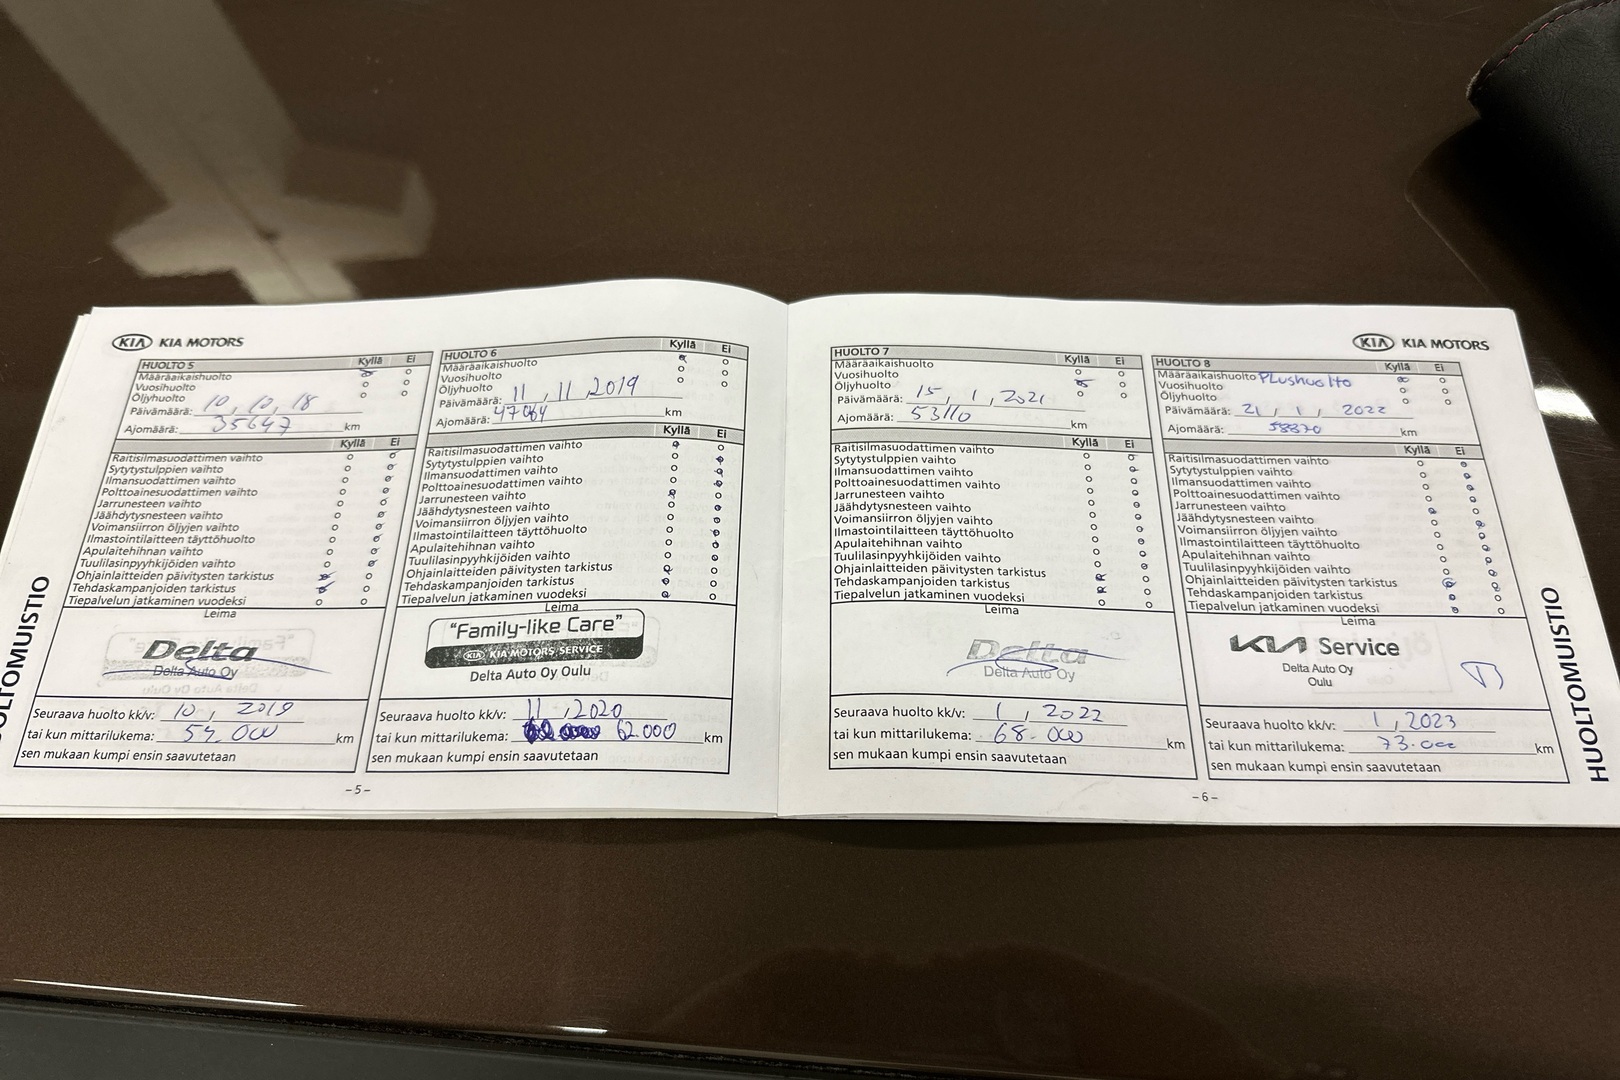 KIA KIA MOTORS
HUOLTO 5 Kyllä Ei
Määräaikaishuolto
Vuosihuolto
Öljyhuolto
Päivämäärä: 10, 10, 18
Ajomäärä: 35647 km
Kyllä Ei
Raitisilmasuodattimen vaihto
Sytytystulppien vaihto
Ilmansuodattimen vaihto
Polttoainesuodattimen vaihto
Jarrunesteen vaihto
Jäähdytysnesteen vaihto
Voimansiirron öljyjen vaihto
Ilmastointilaitteen täyttöhuolto
Apulaitehihnan vaihto
Tuulilasinpyyhkijöiden vaihto
Ohjainlaitteiden päivitysten tarkistus
Tehdaskampanjoiden tarkistus
Tiepalvelun jatkaminen vuodeksi
Leima
Delta
Delta Auto Oy
Seuraava huolto kk/v: 10, 2019
tai kun mittarilukema: 54.000 km
sen mukaan kumpi ensin saavutetaan
HUOLTO 6 Kyllä Ei
Määräaikaishuolto
Vuosihuolto
Öljyhuolto
Päivämäärä: 11, 11, 2019
Ajomäärä: km
Kyllä Ei
Raitisilmasuodattimen vaihto
Sytytystulppien vaihto
Ilmansuodattimen vaihto
Polttoainesuodattimen vaihto
Jarrunesteen vaihto
Jäähdytysnesteen vaihto
Voimansiirron öljyjen vaihto
Ilmastointilaitteen täyttöhuolto
Apulaitehihnan vaihto
Tuulilasinpyyhkijöiden vaihto
Ohjainlaitteiden päivitysten tarkistus
Tehdaskampanjoiden tarkistus
Tiepalvelun jatkaminen vuodeksi
Leima
"Family-like Care"
KIA KIA MOTORS SERVICE
Delta Auto Oy Oulu
Seuraava huolto kk/v: 11, 2020
tai kun mittarilukema: 62.000 km
sen mukaan kumpi ensin saavutetaan
- 5 -
HUOLTOMUISTIO
HUOLTO 7 Kyllä Ei
Määräaikaishuolto
Vuosihuolto
Öljyhuolto
Päivämäärä: 15, 1, 2021
Ajomäärä: 53110 km
Kyllä Ei
Raitisilmasuodattimen vaihto
Sytytystulppien vaihto
Ilmansuodattimen vaihto
Polttoainesuodattimen vaihto
Jarrunesteen vaihto
Jäähdytysnesteen vaihto
Voimansiirron öljyjen vaihto
Ilmastointilaitteen täyttöhuolto
Apulaitehihnan vaihto
Tuulilasinpyyhkijöiden vaihto
Ohjainlaitteiden päivitysten tarkistus
Tehdaskampanjoiden tarkistus
Tiepalvelun jatkaminen vuodeksi
Leima
Delta
Delta Auto Oy
Seuraava huolto kk/v: 1, 2022
tai kun mittarilukema: 68.000 km
sen mukaan kumpi ensin saavutetaan
KIA KIA MOTORS
HUOLTO 8 Kyllä Ei
Määräaikaishuolto Plushuolto
Vuosihuolto
Öljyhuolto
Päivämäärä: 21, 1, 2022
Ajomäärä: 58870 km
Kyllä Ei
Raitisilmasuodattimen vaihto
Sytytystulppien vaihto
Ilmansuodattimen vaihto
Polttoainesuodattimen vaihto
Jarrunesteen vaihto
Jäähdytysnesteen vaihto
Voimansiirron öljyjen vaihto
Ilmastointilaitteen täyttöhuolto
Apulaitehihnan vaihto
Tuulilasinpyyhkijöiden vaihto
Ohjainlaitteiden päivitysten tarkistus
Tehdaskampanjoiden tarkistus
Tiepalvelun jatkaminen vuodeksi
Leima
KIA Service
Delta Auto Oy
Oulu
Seuraava huolto kk/v: 1, 2023
tai kun mittarilukema: 73.000 km
sen mukaan kumpi ensin saavutetaan
- 6 -
HUOLTOMUISTIO